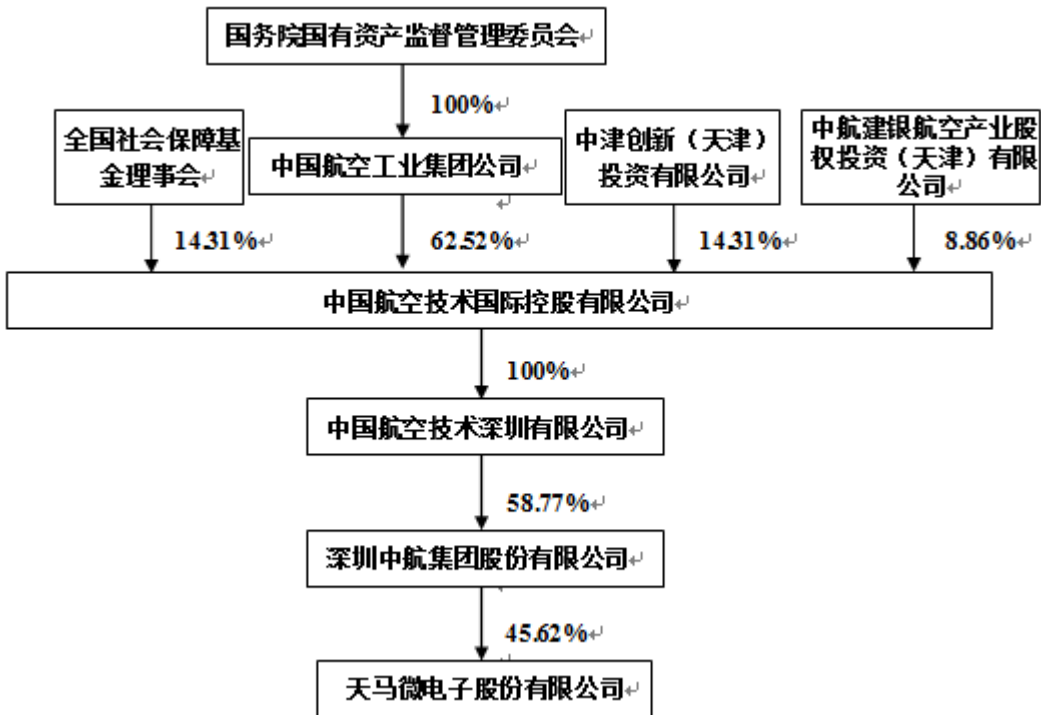 国务院国有资产监督管理委员会
100%
全国社会保障基
金理事会
中国航空工业集团公司
中津创新（天津）
投资有限公司
中航建银航空产业股
权投资（天津）有限
公司
14.31%
62.52%
14.31%
8.86%
中国航空技术国际控股有限公司
100%
中国航空技术深圳有限公司
58.77%
深圳中航集团股份有限公司
45.62%
天马微电子股份有限公司